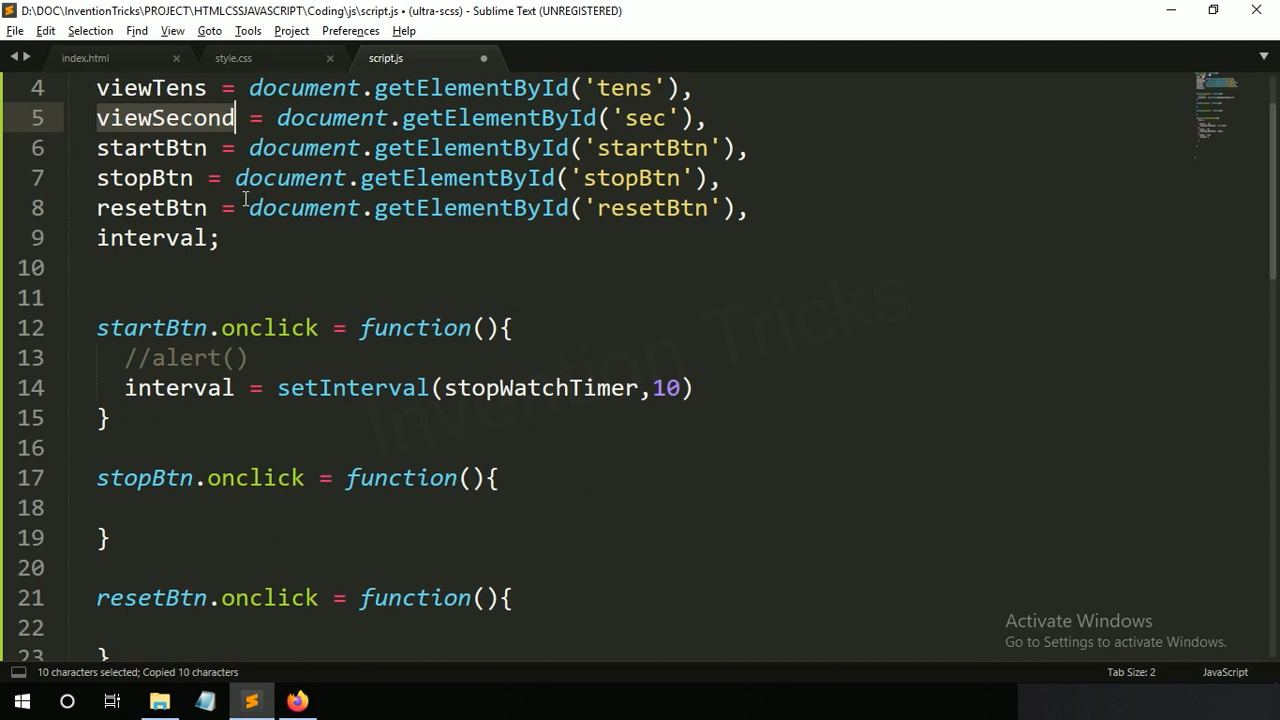 D:\DOC\InventionTricks\PROJECT\HTMLCSSJAVASCRIPT\Coding\js\script.js • (ultra-scss) - Sublime Text (UNREGISTERED)
File Edit Selection Find View Goto Tools Project Preferences Help
index.html style.css script.js
4 viewTens = document.getElementById('tens'),
5 viewSecond = document.getElementById('sec'),
6 startBtn = document.getElementById('startBtn'),
7 stopBtn = document.getElementById('stopBtn'),
8 resetBtn = document.getElementById('resetBtn'),
9 interval;
10
11
12 startBtn.onclick = function(){
13 //alert()
14 interval = setInterval(stopWatchTimer,10)
15 }
16
17 stopBtn.onclick = function(){
18
19 }
20
21 resetBtn.onclick = function(){
22
23 }
Invention Tricks
Activate Windows
Go to Settings to activate Windows.
10 characters selected; Copied 10 characters Tab Size: 2 JavaScript